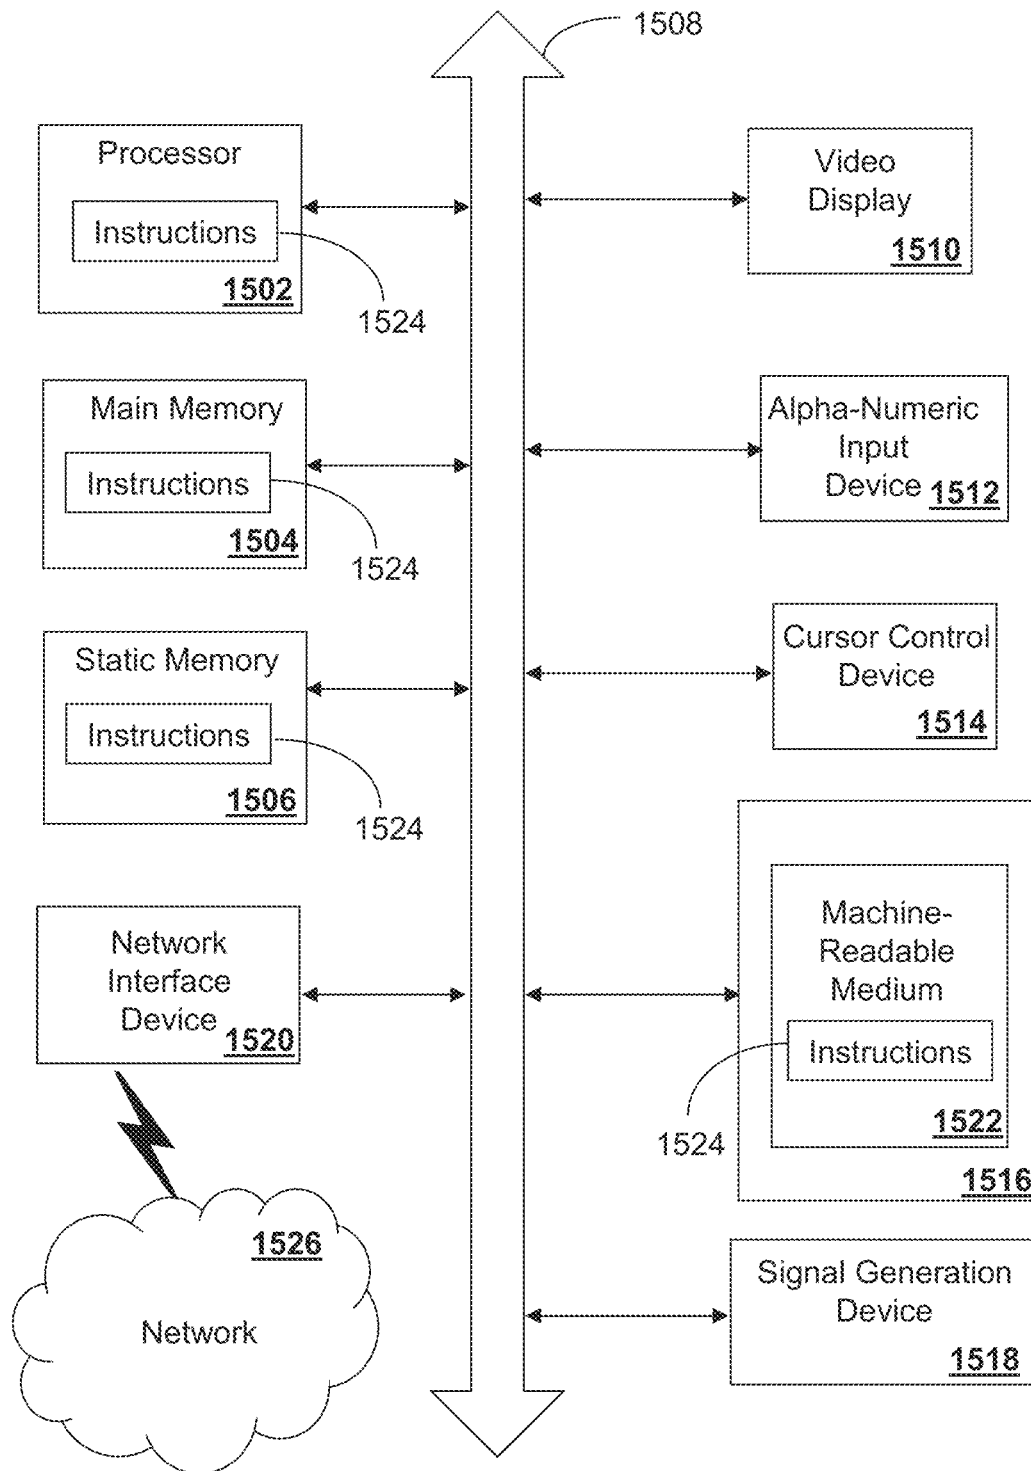 1508
Processor
Instructions
1502
1524
Main Memory
Instructions
1504
1524
Static Memory
Instructions
1506
1524
Network
Interface
Device
1520
1526
Network
Video
Display
1510
Alpha-Numeric
Input
Device
1512
Cursor Control
Device
1514
Machine-
Readable
Medium
Instructions
1522
1524
1516
Signal Generation
Device
1518